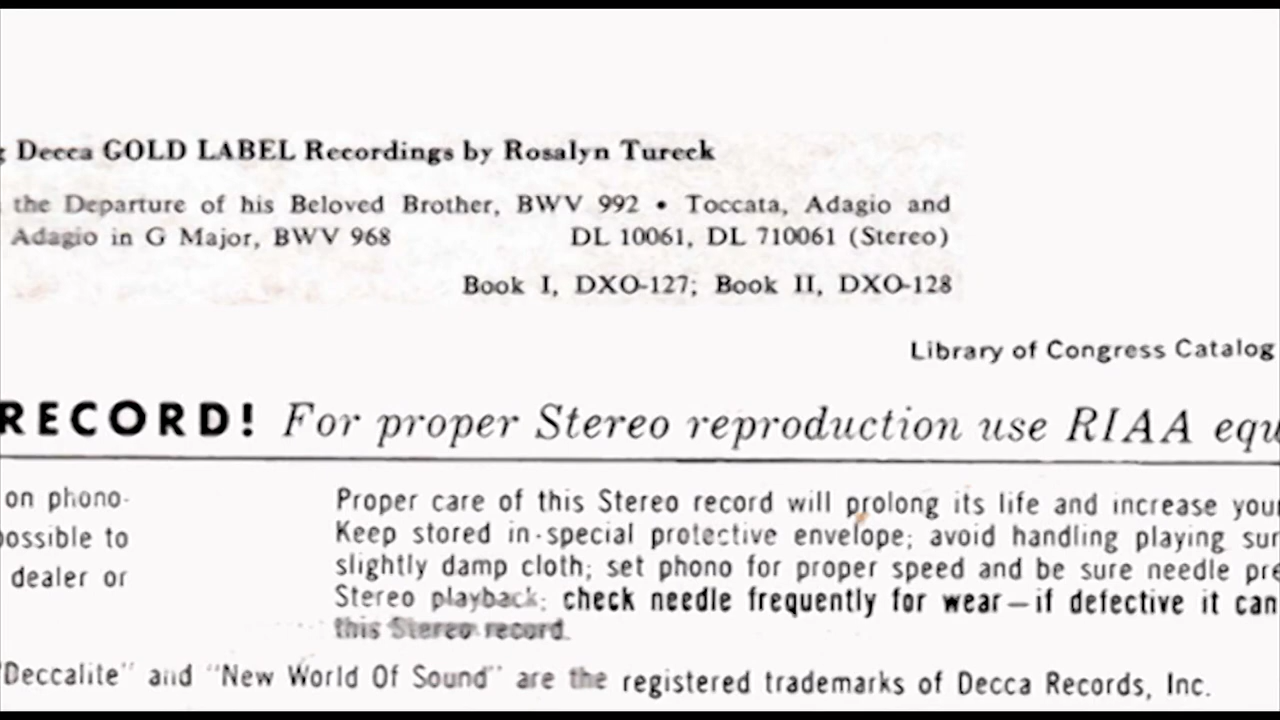 Decca GOLD LABEL Recordings by Rosalyn Tureck
the Departure of his Beloved Brother, BWV 992 • Toccata, Adagio and
Adagio in G Major, BWV 968 DL 10061, DL 710061 (Stereo)
Book I, DXO-127; Book II, DXO-128
Library of Congress Catalog
RECORD! For proper Stereo reproduction use RIAA equ
on phono-
possible to
dealer or
Proper care of this Stereo record will prolong its life and increase your
Keep stored in-special protective envelope; avoid handling playing sur
slightly damp cloth; set phono for proper speed and be sure needle pre
Stereo playback; check needle frequently for wear—if defective it can
this Stereo record.
"Deccalite" and "New World Of Sound" are the registered trademarks of Decca Records, Inc.